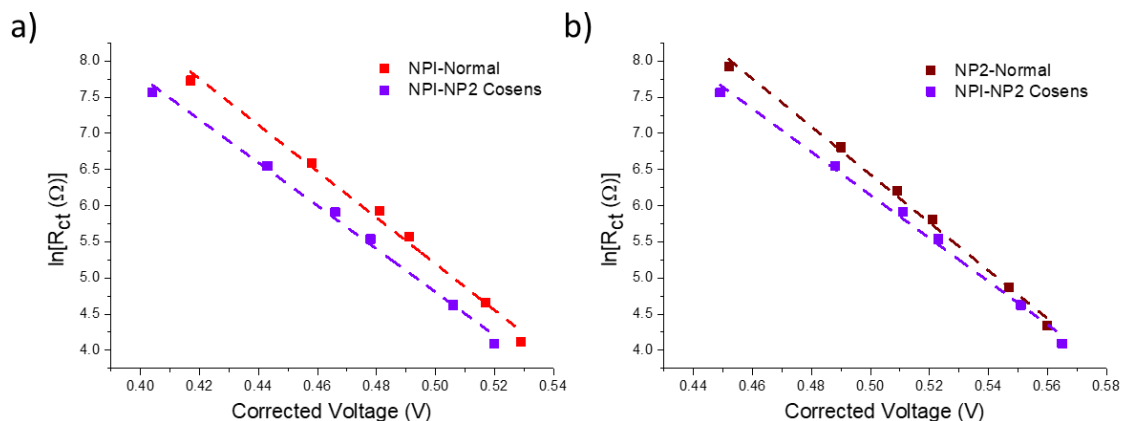 a)
8.0
7.5
7.0
6.5
6.0
5.5
5.0
4.5
4.0
ln[Rct (Ω)]
NPI-Normal
NPI-NP2 Cosens
0.40 0.42 0.44 0.46 0.48 0.50 0.52 0.54
Corrected Voltage (V)
b)
8.0
7.5
7.0
6.5
6.0
5.5
5.0
4.5
4.0
ln[Rct (Ω)]
NP2-Normal
NPI-NP2 Cosens
0.44 0.46 0.48 0.50 0.52 0.54 0.56 0.58
Corrected Voltage (V)